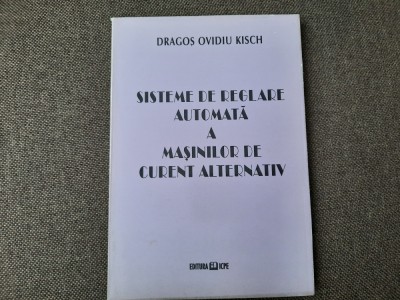 DRAGOS OVIDIU KISCH
SISTEME DE REGLARE
AUTOMATĂ
A
MAȘINILOR DE
CURENT ALTERNATIV
EDITURA ICPE